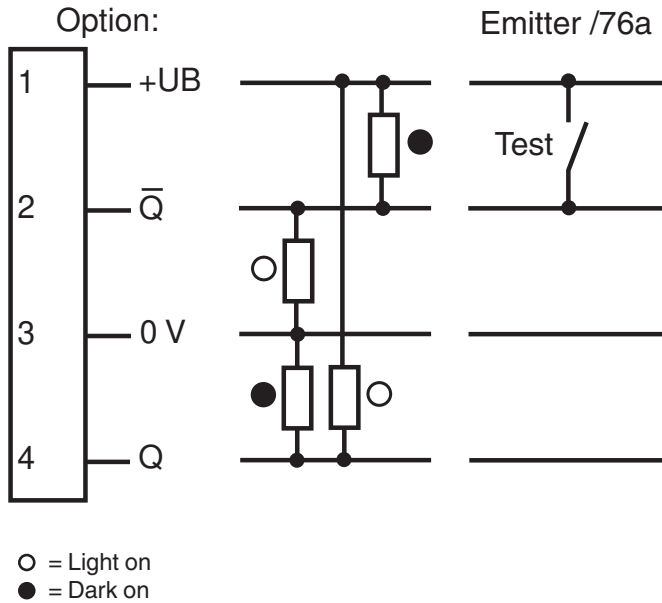 Option:
Emitter /76a
1 +UB
Test
2 Q̅
3 0 V
4 Q
= Light on
= Dark on